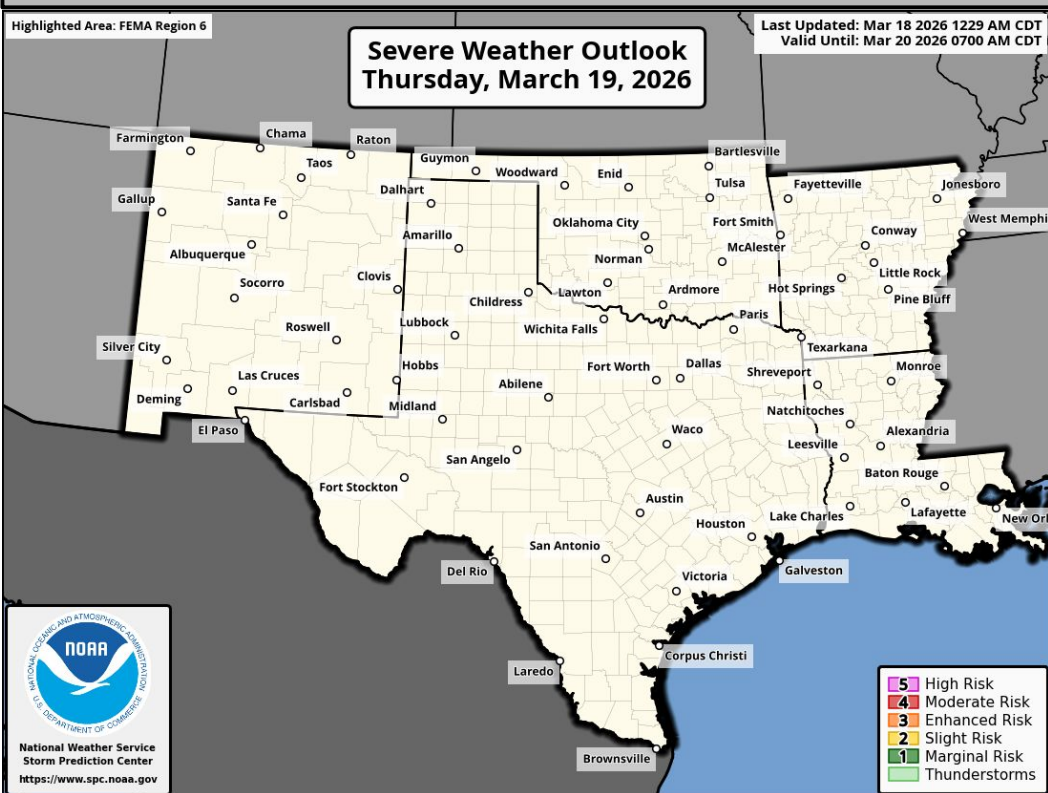 Highlighted Area: FEMA Region 6
Severe Weather Outlook
Thursday, March 19, 2026
Last Updated: Mar 18 2026 1229 AM CDT
Valid Until: Mar 20 2026 0700 AM CDT
Farmington
Chama
Raton
Taos
Guymon
Woodward
Enid
Bartlesville
Tulsa
Fayetteville
Jonesboro
Gallup
Santa Fe
Dalhart
Oklahoma City
Fort Smith
West Memphi
Albuquerque
Amarillo
Norman
McAlester
Conway
Socorro
Clovis
Childress
Lawton
Ardmore
Hot Springs
Little Rock
Pine Bluff
Roswell
Lubbock
Wichita Falls
Paris
Texarkana
Silver City
Hobbs
Fort Worth
Dallas
Shreveport
Monroe
Deming
Las Cruces
Carlsbad
Midland
Abilene
Natchitoches
El Paso
Waco
Leesville
Alexandria
San Angelo
Fort Stockton
Baton Rouge
Austin
Houston
Lake Charles
Lafayette
New Orl
San Antonio
Del Rio
Galveston
Victoria
Laredo
Corpus Christi
Brownsville
NATIONAL OCEANIC AND ATMOSPHERIC ADMINISTRATION
NOAA
U.S. DEPARTMENT OF COMMERCE
National Weather Service
Storm Prediction Center
https://www.spc.noaa.gov
5 High Risk
4 Moderate Risk
3 Enhanced Risk
2 Slight Risk
1 Marginal Risk
Thunderstorms